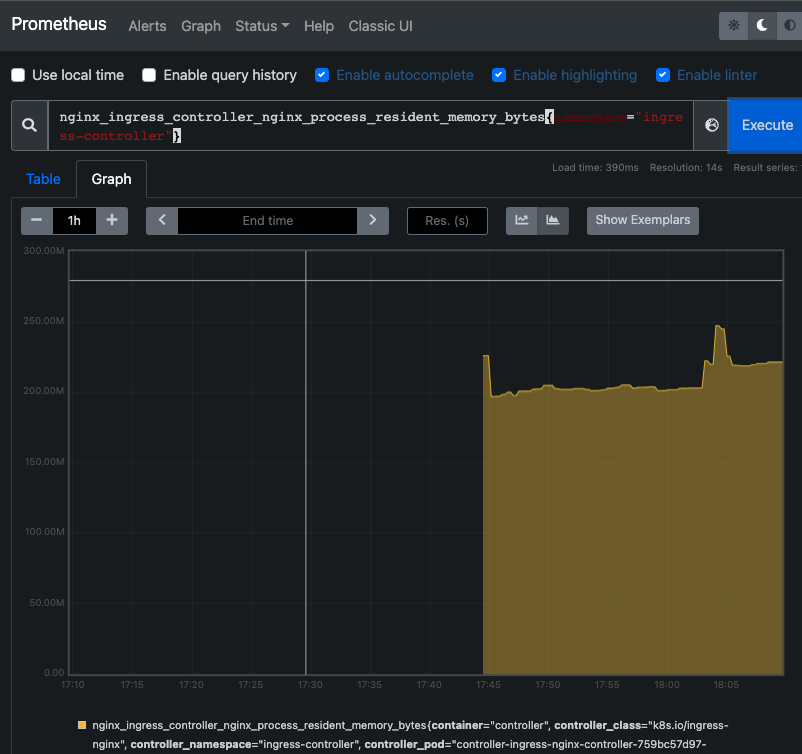 Prometheus Alerts Graph Status Help Classic UI
Use local time Enable query history Enable autocomplete Enable highlighting Enable linter
nginx_ingress_controller_nginx_process_resident_memory_bytes{namespace="ingre
ss-controller"}
Execute
Load time: 390ms Resolution: 14s Result series:
Table Graph
− 1h + End time Res. (s) Show Exemplars
300.00M
250.00M
200.00M
150.00M
100.00M
50.00M
0.00
17:10 17:15 17:20 17:25 17:30 17:35 17:40 17:45 17:50 17:55 18:00 18:05
nginx_ingress_controller_nginx_process_resident_memory_bytes{container="controller", controller_class="k8s.io/ingress-
nginx", controller_namespace="ingress-controller", controller_pod="controller-ingress-nginx-controller-759bc57d97-